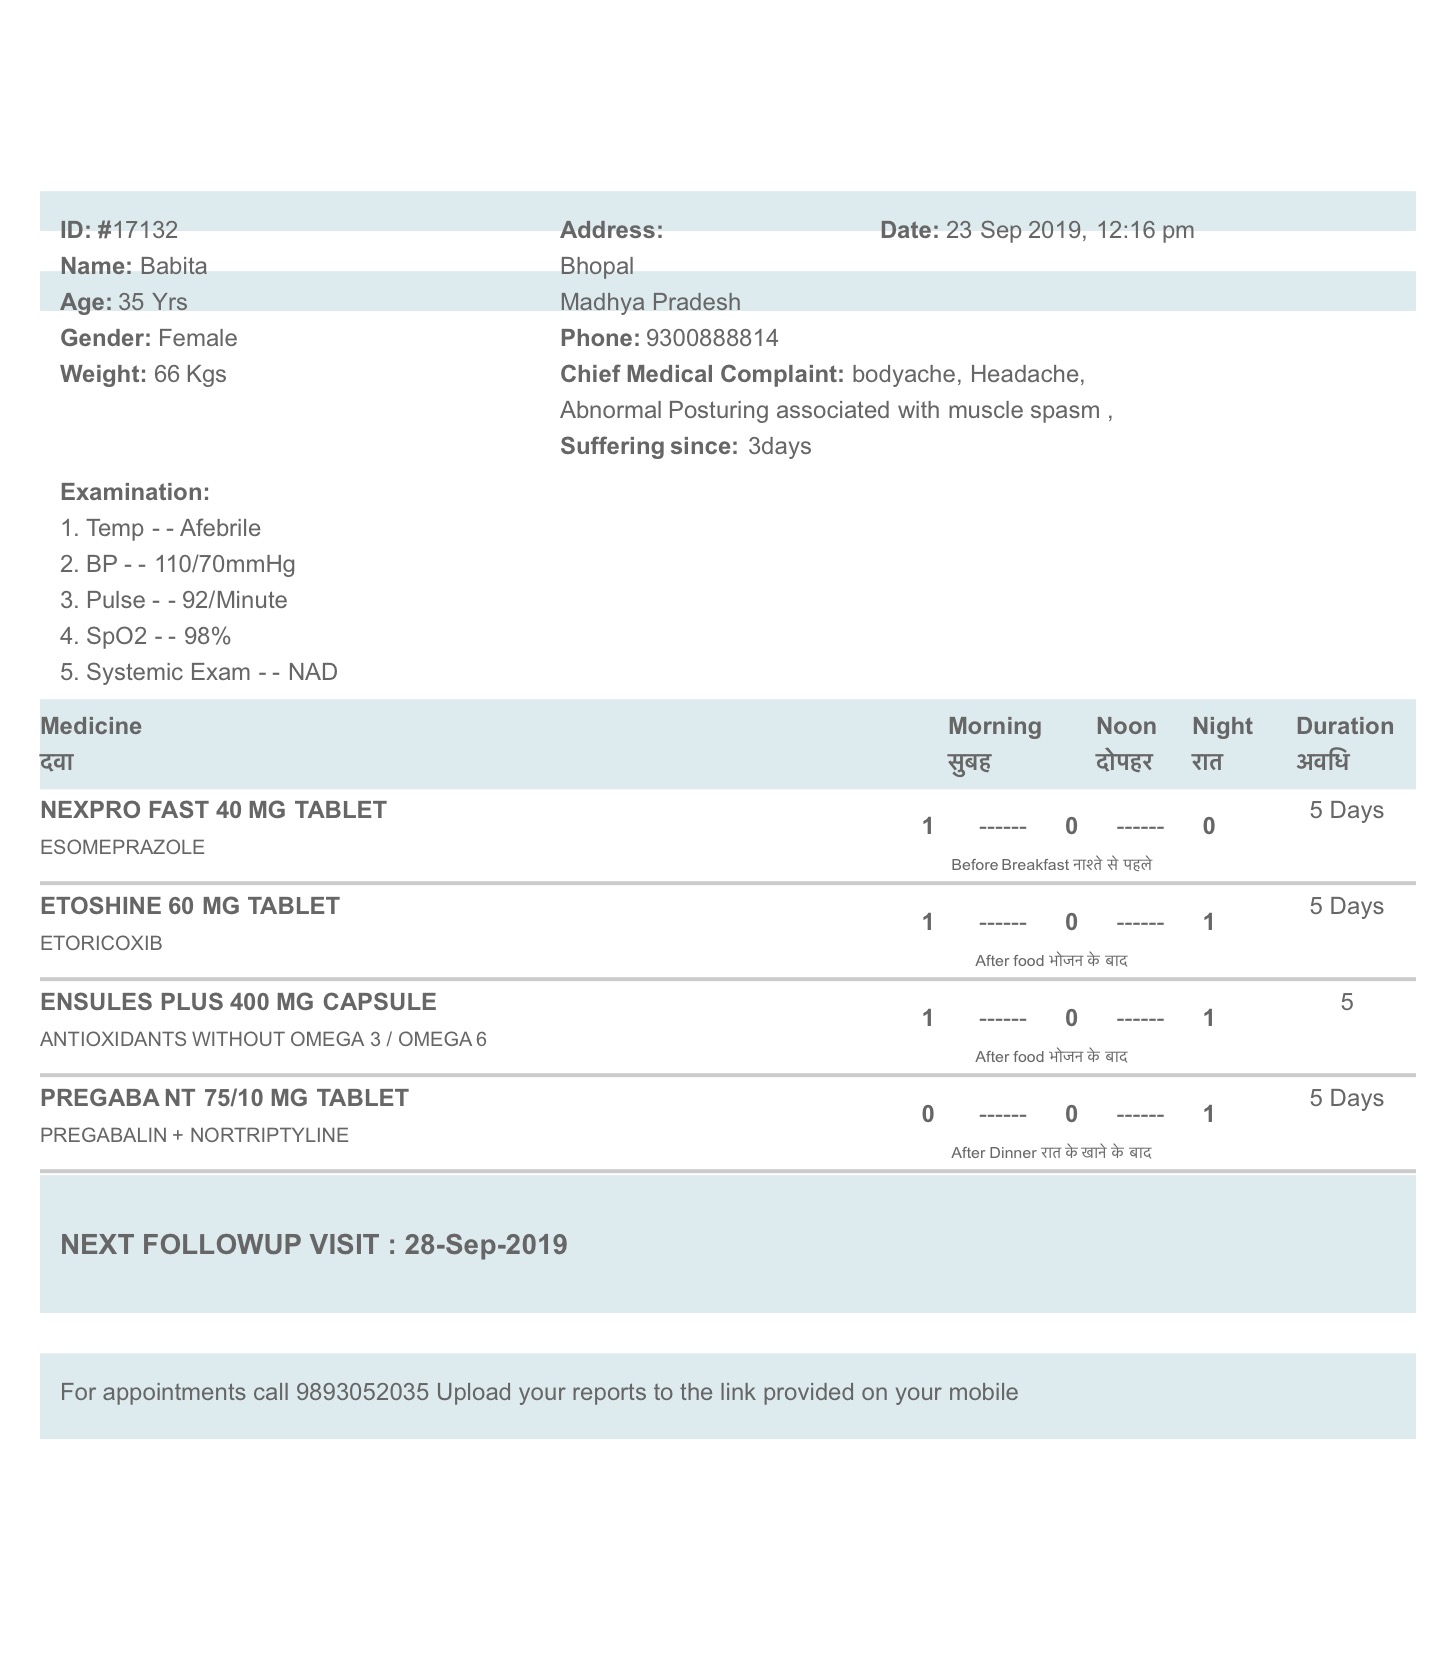 ID: #17132 Address: Date: 23 Sep 2019, 12:16 pm
Name: Babita Bhopal
Age: 35 Yrs Madhya Pradesh
Gender: Female Phone: 9300888814
Weight: 66 Kgs Chief Medical Complaint: bodyache, Headache,
Abnormal Posturing associated with muscle spasm ,
Suffering since: 3days
Examination:
1. Temp - - Afebrile
2. BP - - 110/70mmHg
3. Pulse - - 92/Minute
4. SpO2 - - 98%
5. Systemic Exam - - NAD
Medicine Morning Noon Night Duration
दवा सुबह दोपहर रात अवधि
NEXPRO FAST 40 MG TABLET 5 Days
1 ------ 0 ------ 0
ESOMEPRAZOLE
Before Breakfast नाश्ते से पहले
ETOSHINE 60 MG TABLET 5 Days
1 ------ 0 ------ 1
ETORICOXIB
After food भोजन के बाद
ENSULES PLUS 400 MG CAPSULE 5
1 ------ 0 ------ 1
ANTIOXIDANTS WITHOUT OMEGA 3 / OMEGA 6
After food भोजन के बाद
PREGABA NT 75/10 MG TABLET 5 Days
0 ------ 0 ------ 1
PREGABALIN + NORTRIPTYLINE
After Dinner रात के खाने के बाद
NEXT FOLLOWUP VISIT : 28-Sep-2019
For appointments call 9893052035 Upload your reports to the link provided on your mobile